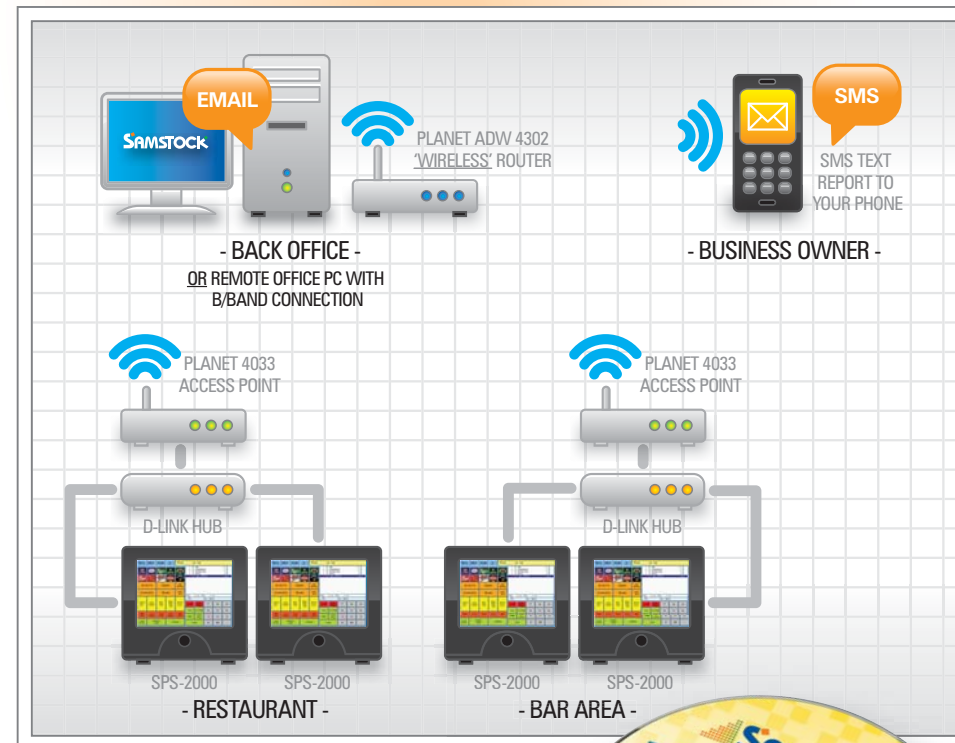 EMAIL
SAMSTOCK
PLANET ADW 4302
'WIRELESS' ROUTER
- BACK OFFICE -
OR REMOTE OFFICE PC WITH
B/BAND CONNECTION
SMS
SMS TEXT
REPORT TO
YOUR PHONE
- BUSINESS OWNER -
PLANET 4033
ACCESS POINT
D-LINK HUB
SPS-2000
SPS-2000
- RESTAURANT -
PLANET 4033
ACCESS POINT
D-LINK HUB
SPS-2000
SPS-2000
- BAR AREA -